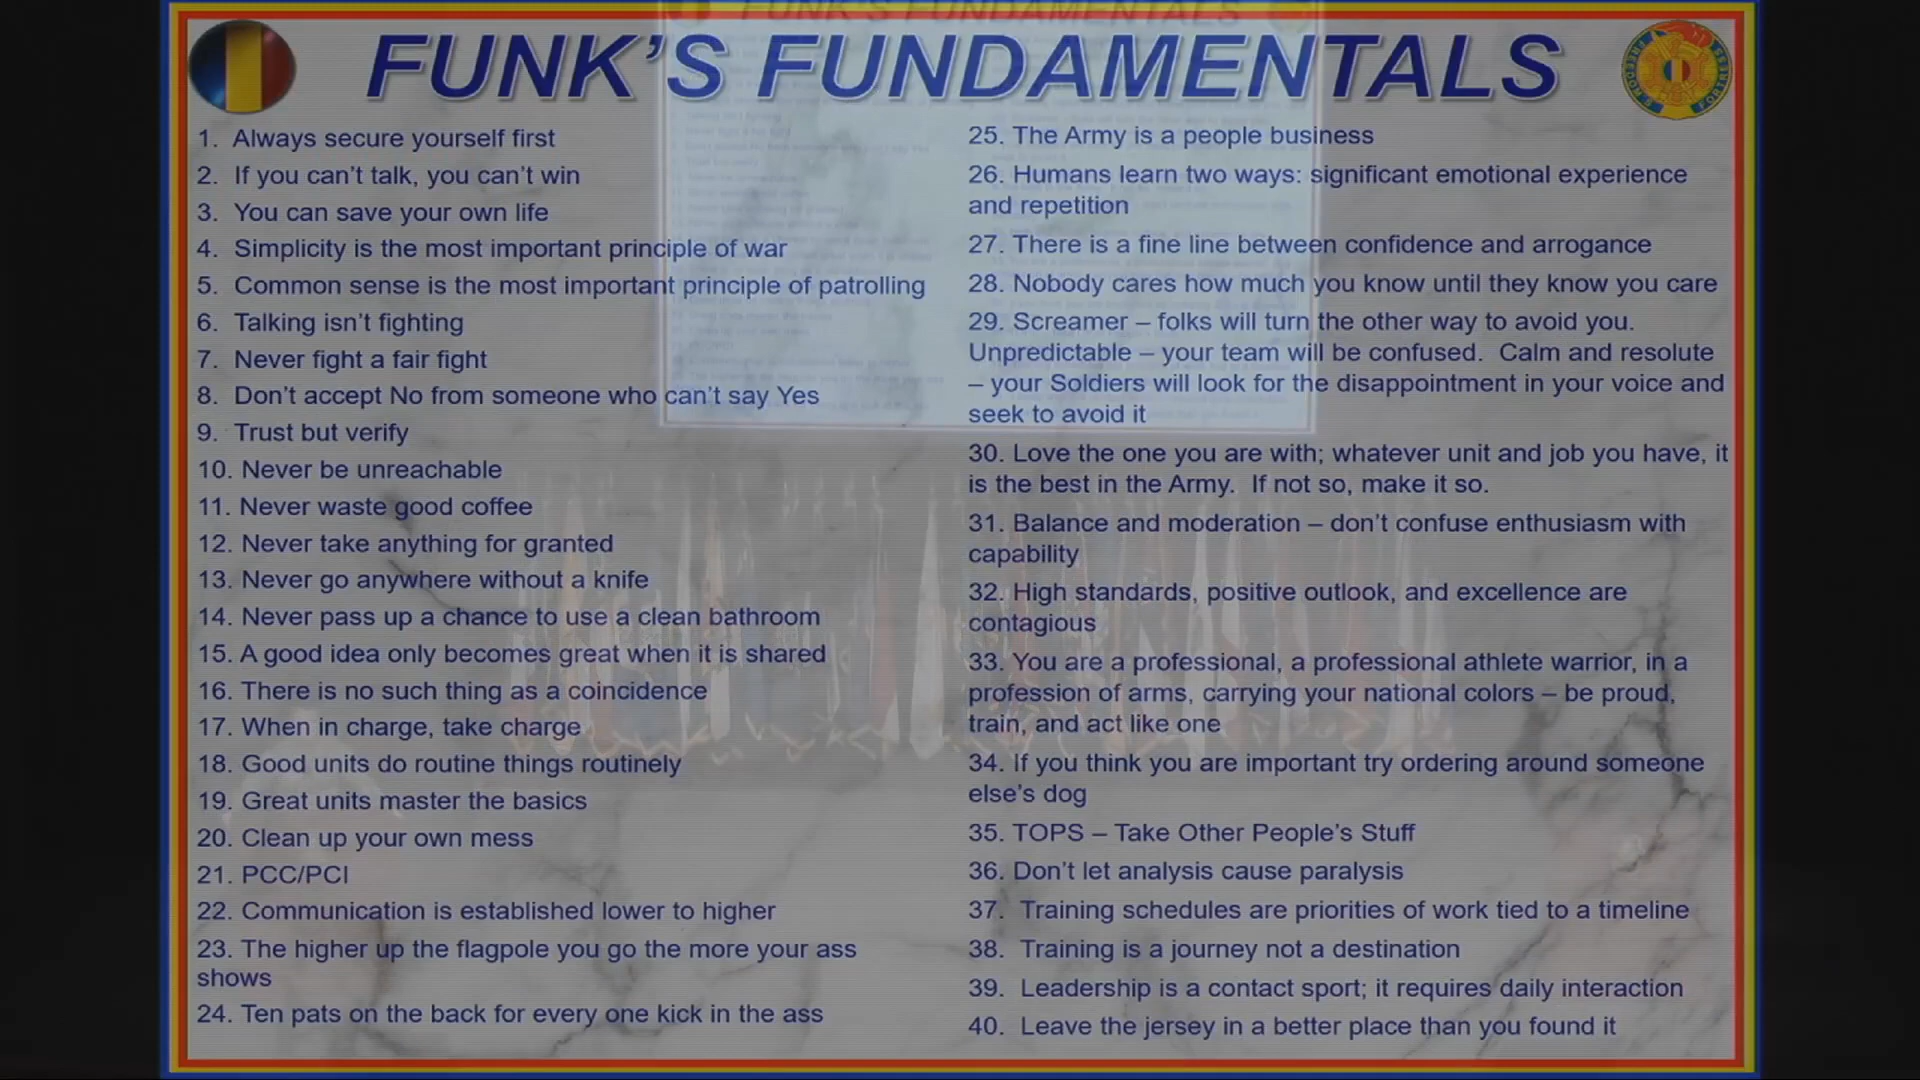 FUNK'S FUNDAMENTALS
1. Always secure yourself first
2. If you can't talk, you can't win
3. You can save your own life
4. Simplicity is the most important principle of war
5. Common sense is the most important principle of patrolling
6. Talking isn't fighting
7. Never fight a fair fight
8. Don't accept No from someone who can't say Yes
9. Trust but verify
10. Never be unreachable
11. Never waste good coffee
12. Never take anything for granted
13. Never go anywhere without a knife
14. Never pass up a chance to use a clean bathroom
15. A good idea only becomes great when it is shared
16. There is no such thing as a coincidence
17. When in charge, take charge
18. Good units do routine things routinely
19. Great units master the basics
20. Clean up your own mess
21. PCC/PCI
22. Communication is established lower to higher
23. The higher up the flagpole you go the more your ass
shows
24. Ten pats on the back for every one kick in the ass
25. The Army is a people business
26. Humans learn two ways: significant emotional experience
and repetition
27. There is a fine line between confidence and arrogance
28. Nobody cares how much you know until they know you care
29. Screamer – folks will turn the other way to avoid you.
Unpredictable – your team will be confused.  Calm and resolute
– your Soldiers will look for the disappointment in your voice and
seek to avoid it
30. Love the one you are with; whatever unit and job you have, it
is the best in the Army.  If not so, make it so.
31. Balance and moderation – don't confuse enthusiasm with
capability
32. High standards, positive outlook, and excellence are
contagious
33. You are a professional, a professional athlete warrior, in a
profession of arms, carrying your national colors – be proud,
train, and act like one
34. If you think you are important try ordering around someone
else's dog
35. TOPS – Take Other People's Stuff
36. Don't let analysis cause paralysis
37. Training schedules are priorities of work tied to a timeline
38. Training is a journey not a destination
39. Leadership is a contact sport; it requires daily interaction
40. Leave the jersey in a better place than you found it
FUNK'S FUNDAMENTALS